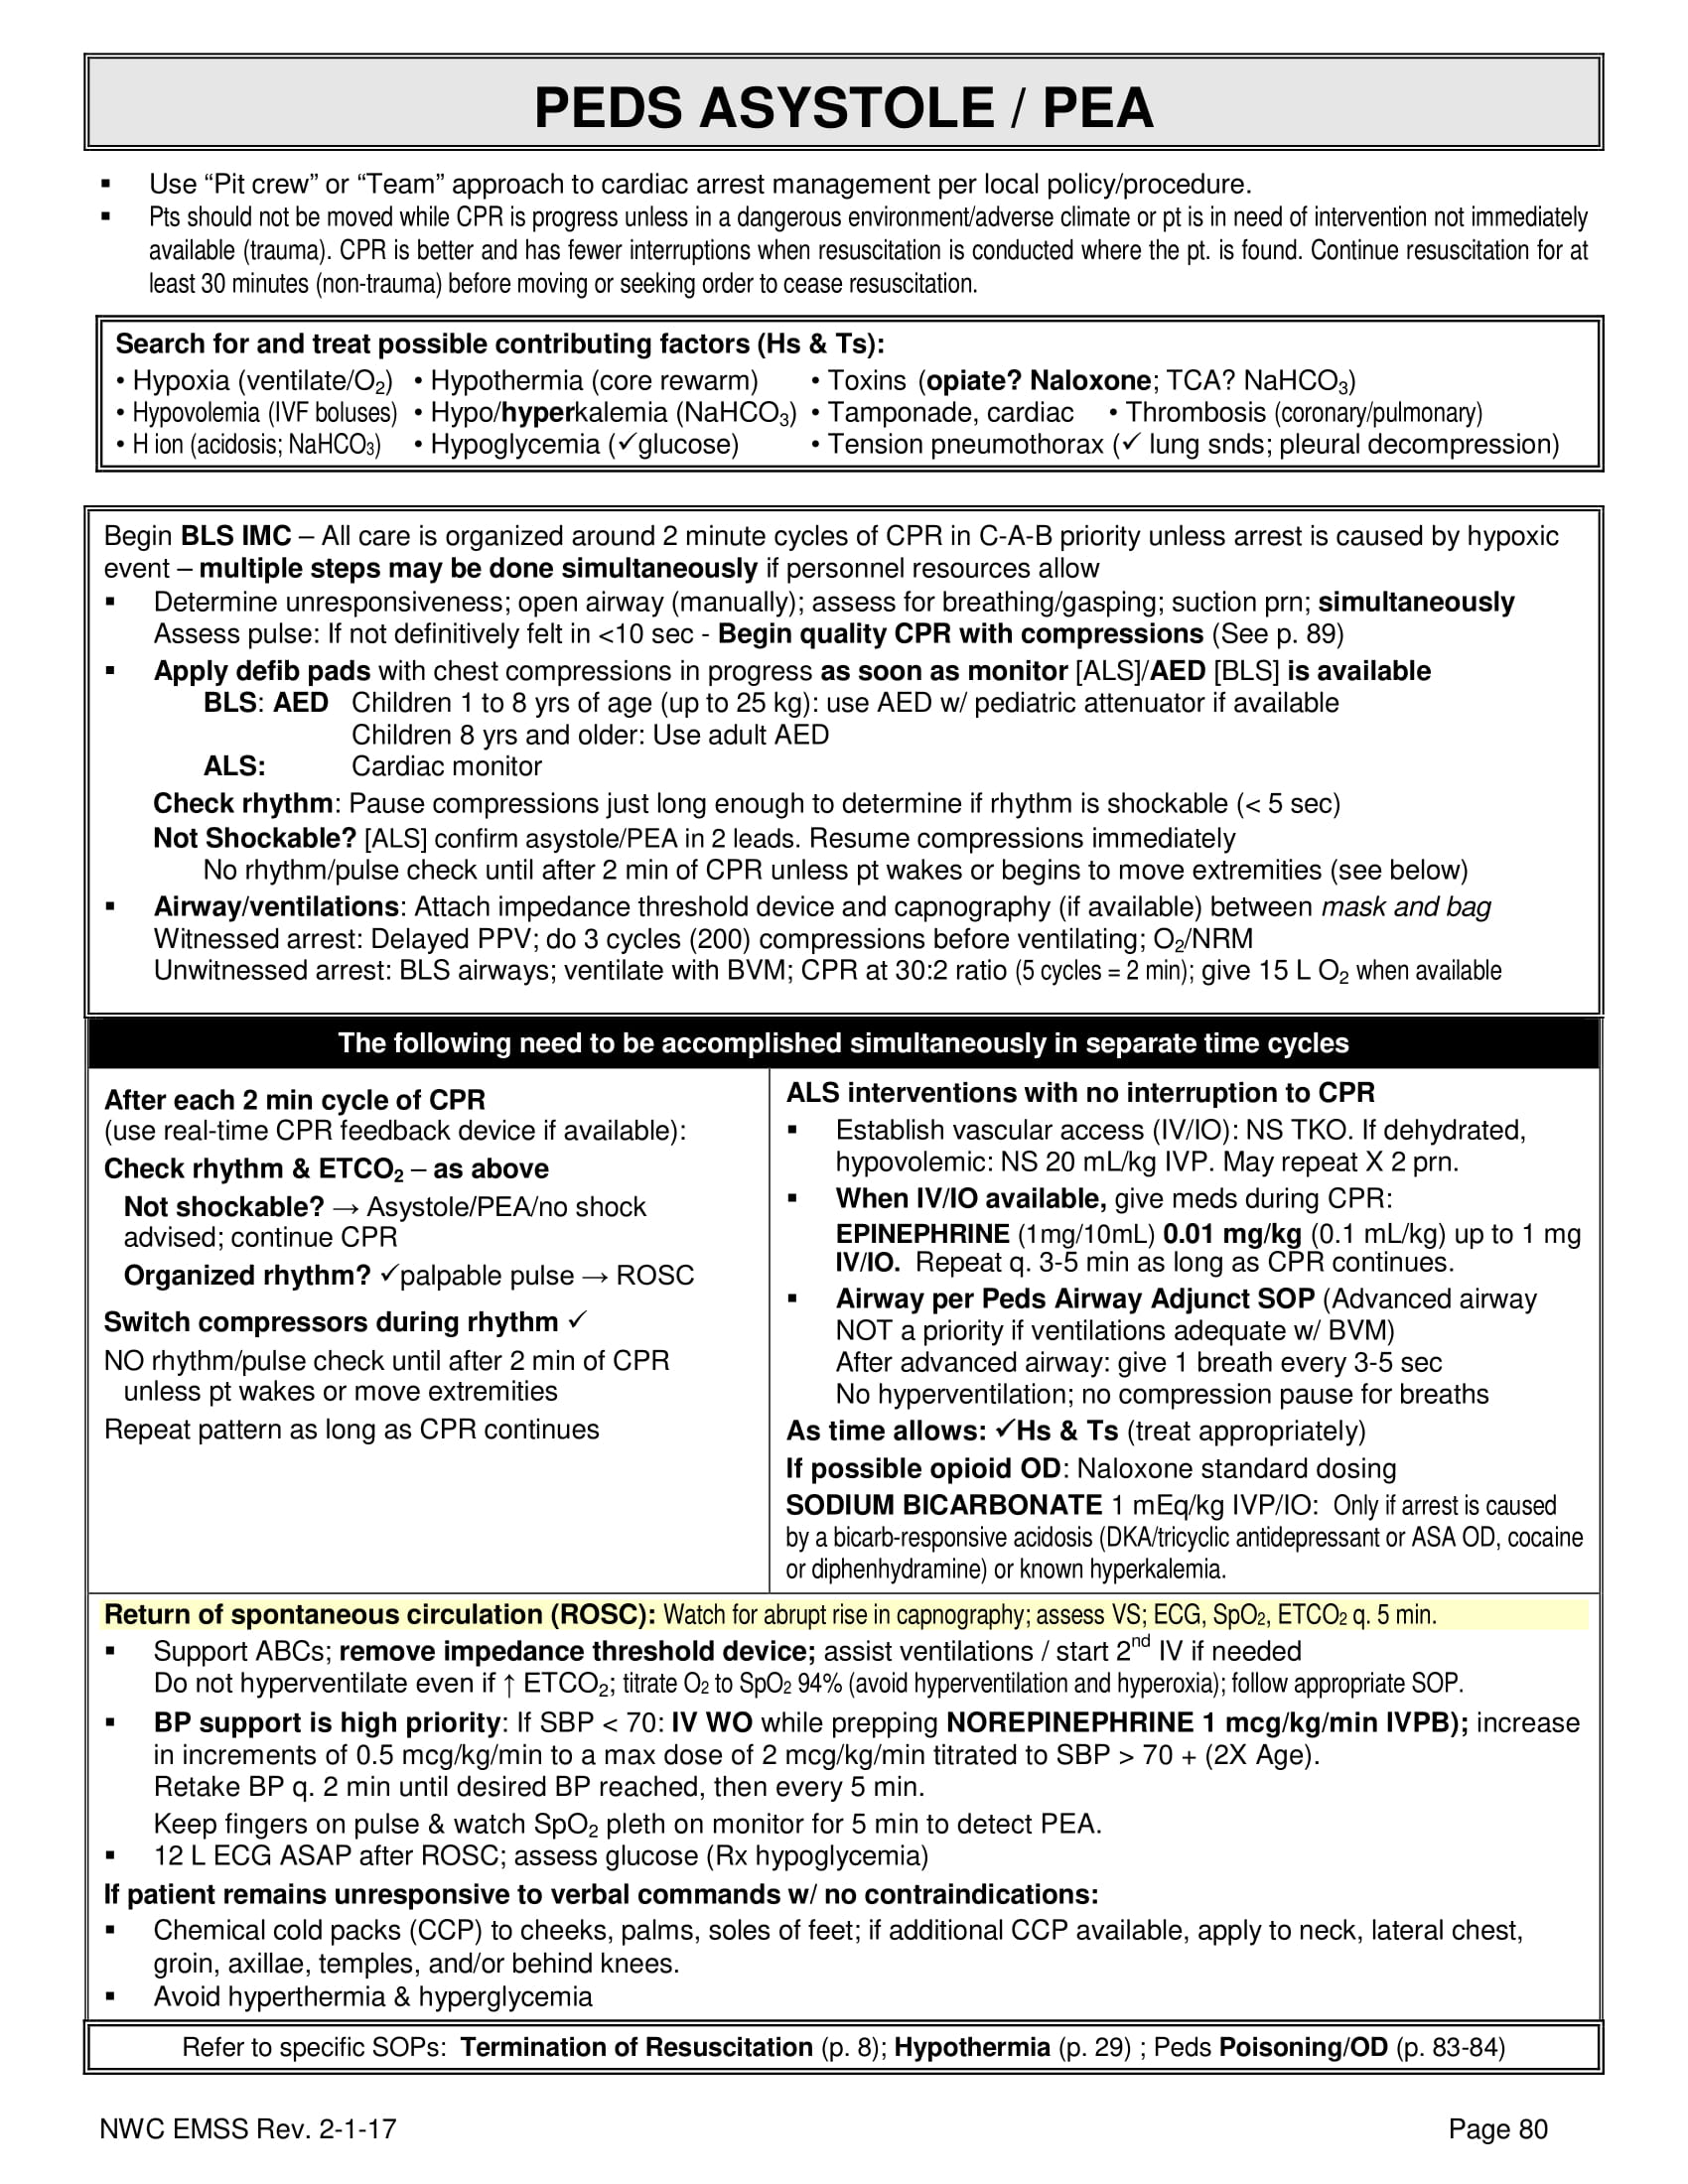 PEDS ASYSTOLE / PEA
▪ Use “Pit crew” or “Team” approach to cardiac arrest management per local policy/procedure.
▪ Pts should not be moved while CPR is progress unless in a dangerous environment/adverse climate or pt is in need of intervention not immediately
available (trauma). CPR is better and has fewer interruptions when resuscitation is conducted where the pt. is found. Continue resuscitation for at
least 30 minutes (non-trauma) before moving or seeking order to cease resuscitation.
Search for and treat possible contributing factors (Hs & Ts):
• Hypoxia (ventilate/O₂) • Hypothermia (core rewarm) • Toxins (opiate? Naloxone; TCA? NaHCO₃)
• Hypovolemia (IVF boluses) • Hypo/hyperkalemia (NaHCO₃) • Tamponade, cardiac • Thrombosis (coronary/pulmonary)
• H ion (acidosis; NaHCO₃) • Hypoglycemia (✓glucose) • Tension pneumothorax (✓ lung snds; pleural decompression)
Begin BLS IMC – All care is organized around 2 minute cycles of CPR in C-A-B priority unless arrest is caused by hypoxic
event – multiple steps may be done simultaneously if personnel resources allow
▪ Determine unresponsiveness; open airway (manually); assess for breathing/gasping; suction prn; simultaneously
Assess pulse: If not definitively felt in <10 sec - Begin quality CPR with compressions (See p. 89)
▪ Apply defib pads with chest compressions in progress as soon as monitor [ALS]/AED [BLS] is available
BLS: AED Children 1 to 8 yrs of age (up to 25 kg): use AED w/ pediatric attenuator if available
Children 8 yrs and older: Use adult AED
ALS: Cardiac monitor
Check rhythm: Pause compressions just long enough to determine if rhythm is shockable (< 5 sec)
Not Shockable? [ALS] confirm asystole/PEA in 2 leads. Resume compressions immediately
No rhythm/pulse check until after 2 min of CPR unless pt wakes or begins to move extremities (see below)
▪ Airway/ventilations: Attach impedance threshold device and capnography (if available) between mask and bag
Witnessed arrest: Delayed PPV; do 3 cycles (200) compressions before ventilating; O₂/NRM
Unwitnessed arrest: BLS airways; ventilate with BVM; CPR at 30:2 ratio (5 cycles = 2 min); give 15 L O₂ when available
The following need to be accomplished simultaneously in separate time cycles
After each 2 min cycle of CPR
(use real-time CPR feedback device if available):
Check rhythm & ETCO₂ – as above
Not shockable? → Asystole/PEA/no shock
advised; continue CPR
Organized rhythm? ✓palpable pulse → ROSC
Switch compressors during rhythm ✓
NO rhythm/pulse check until after 2 min of CPR
unless pt wakes or move extremities
Repeat pattern as long as CPR continues
ALS interventions with no interruption to CPR
▪ Establish vascular access (IV/IO): NS TKO. If dehydrated,
hypovolemic: NS 20 mL/kg IVP. May repeat X 2 prn.
▪ When IV/IO available, give meds during CPR:
EPINEPHRINE (1mg/10mL) 0.01 mg/kg (0.1 mL/kg) up to 1 mg
IV/IO. Repeat q. 3-5 min as long as CPR continues.
▪ Airway per Peds Airway Adjunct SOP (Advanced airway
NOT a priority if ventilations adequate w/ BVM)
After advanced airway: give 1 breath every 3-5 sec
No hyperventilation; no compression pause for breaths
As time allows: ✓Hs & Ts (treat appropriately)
If possible opioid OD: Naloxone standard dosing
SODIUM BICARBONATE 1 mEq/kg IVP/IO: Only if arrest is caused
by a bicarb-responsive acidosis (DKA/tricyclic antidepressant or ASA OD, cocaine
or diphenhydramine) or known hyperkalemia.
Return of spontaneous circulation (ROSC): Watch for abrupt rise in capnography; assess VS; ECG, SpO₂, ETCO₂ q. 5 min.
▪ Support ABCs; remove impedance threshold device; assist ventilations / start 2nd IV if needed
Do not hyperventilate even if ↑ ETCO₂; titrate O₂ to SpO₂ 94% (avoid hyperventilation and hyperoxia); follow appropriate SOP.
▪ BP support is high priority: If SBP < 70: IV WO while prepping NOREPINEPHRINE 1 mcg/kg/min IVPB); increase
in increments of 0.5 mcg/kg/min to a max dose of 2 mcg/kg/min titrated to SBP > 70 + (2X Age).
Retake BP q. 2 min until desired BP reached, then every 5 min.
Keep fingers on pulse & watch SpO₂ pleth on monitor for 5 min to detect PEA.
▪ 12 L ECG ASAP after ROSC; assess glucose (Rx hypoglycemia)
If patient remains unresponsive to verbal commands w/ no contraindications:
▪ Chemical cold packs (CCP) to cheeks, palms, soles of feet; if additional CCP available, apply to neck, lateral chest,
groin, axillae, temples, and/or behind knees.
▪ Avoid hyperthermia & hyperglycemia
Refer to specific SOPs: Termination of Resuscitation (p. 8); Hypothermia (p. 29) ; Peds Poisoning/OD (p. 83-84)
NWC EMSS Rev. 2-1-17 Page 80